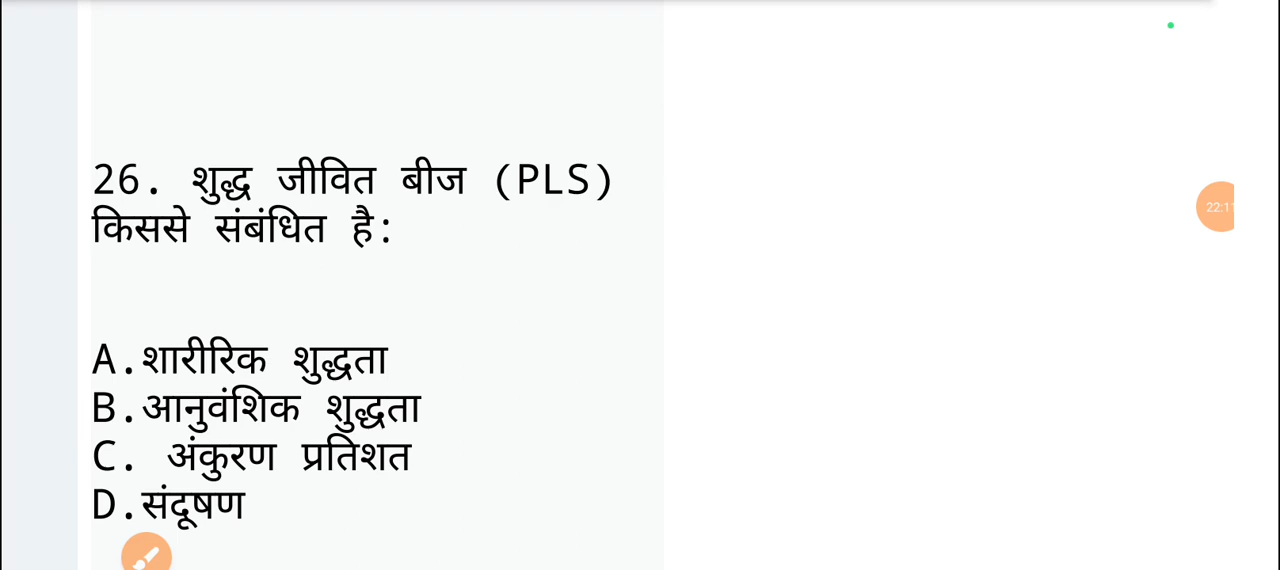 26. शुद्ध जीवित बीज (PLS)
किससे संबंधित है:
A.शारीरिक शुद्धता
B.आनुवंशिक शुद्धता
C. अंकुरण प्रतिशत
D.संदूषण